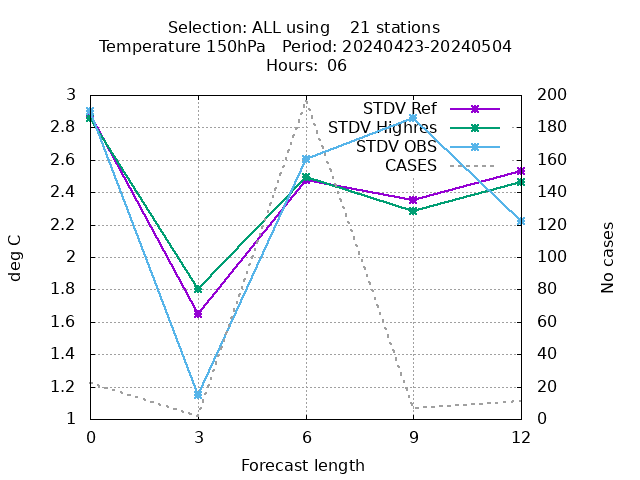 Selection: ALL using    21 stations
Temperature 150hPa   Period: 20240423-20240504
Hours: 06
3
2.8
2.6
2.4
2.2
2
1.8
1.6
1.4
1.2
1
deg C
STDV Ref
STDV Highres
STDV OBS
CASES
200
180
160
140
120
100
80
60
40
20
0
No cases
0
3
6
9
12
Forecast length